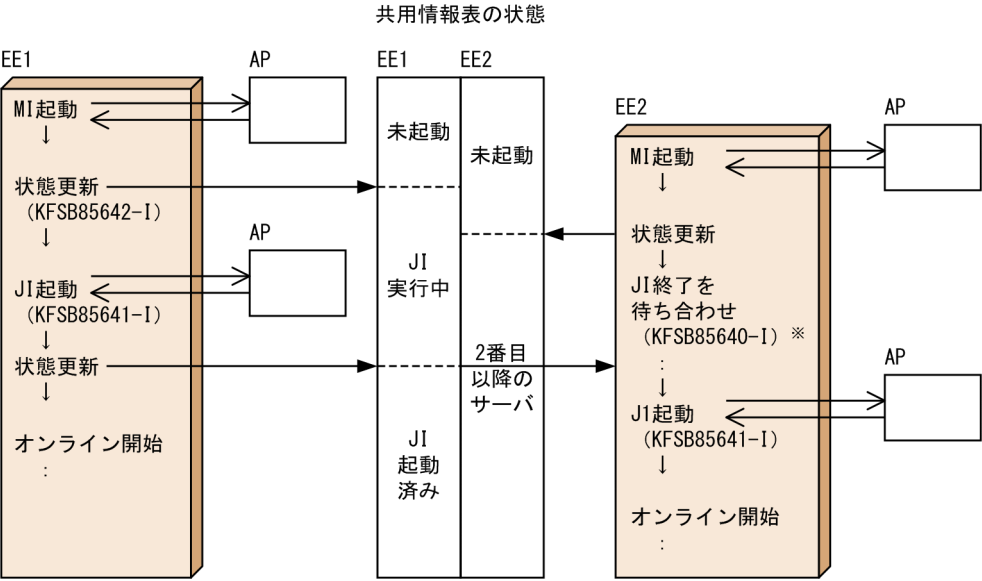 共用情報表の状態
EE1
AP
MI起動
↓
状態更新
（KFSB85642-I）
↓
AP
JI起動
（KFSB85641-I）
↓
状態更新
↓
オンライン開始
：
EE1
EE2
未起動
JI
実行中
JI
起動
済み
未起動
2番目
以降の
サーバ
EE2
AP
MI起動
↓
状態更新
↓
JI終了を
待ち合わせ
（KFSB85640-I）※
：
↓
AP
J1起動
（KFSB85641-I）
↓
オンライン開始
：